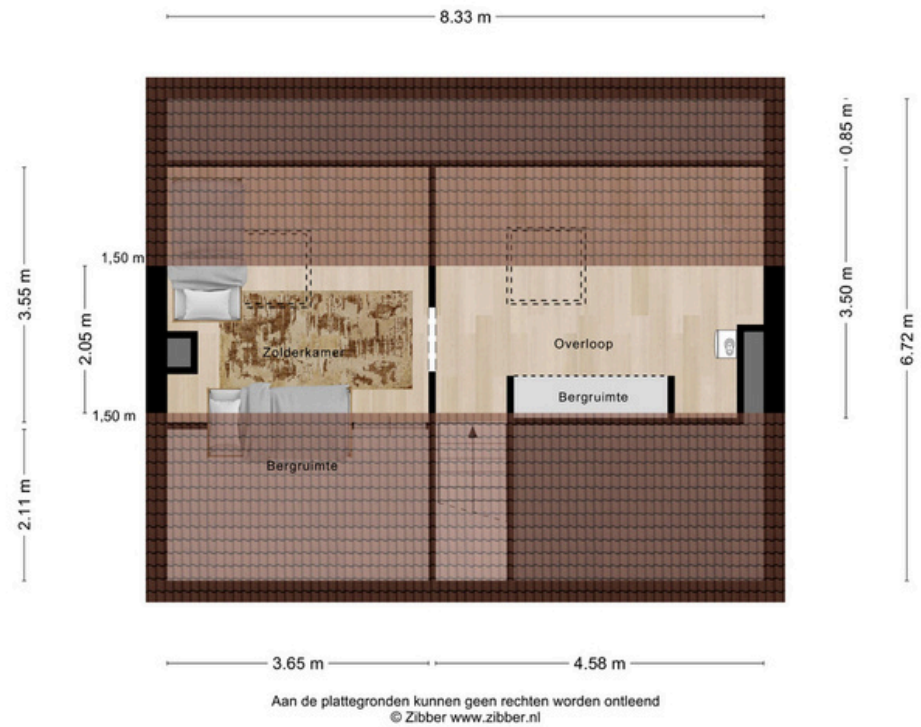 8.33 m
0.85 m
1,50 m
3.55 m
2.05 m
3.50 m
6.72 m
Zolderkamer
Overloop
Bergruimte
1,50 m
Bergruimte
2.11 m
3.65 m
4.58 m
Aan de plattegronden kunnen geen rechten worden ontleend
© Zibber www.zibber.nl